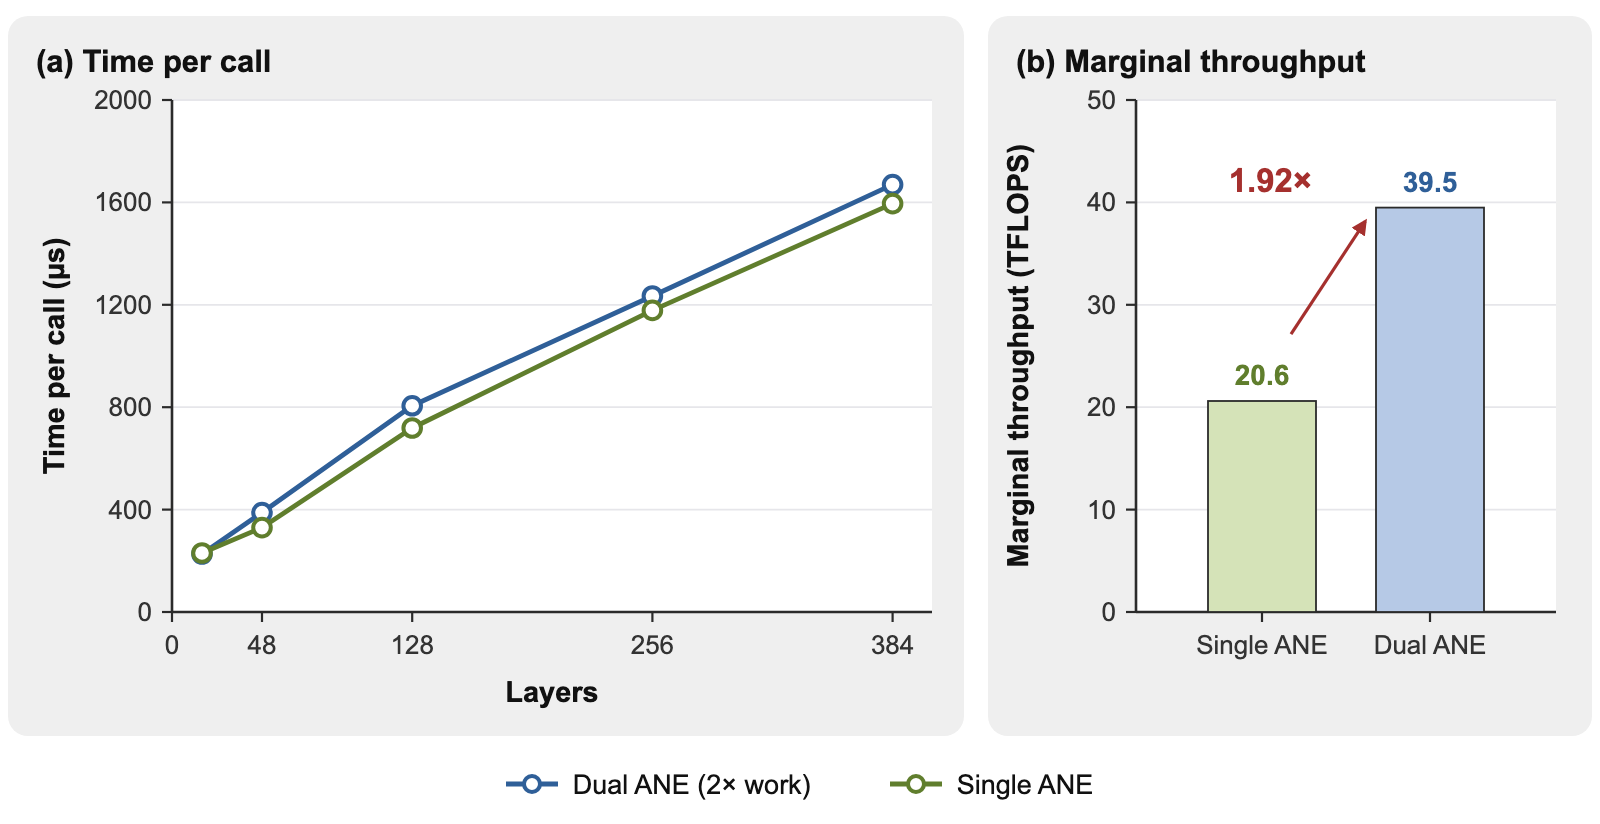 (a) Time per call
2000
1600
1200
800
400
0
Time per call (µs)
0 48 128 256 384
Layers
(b) Marginal throughput
50
40
30
20
10
0
Marginal throughput (TFLOPS)
1.92×
39.5
20.6
Single ANE Dual ANE
Dual ANE (2× work) Single ANE